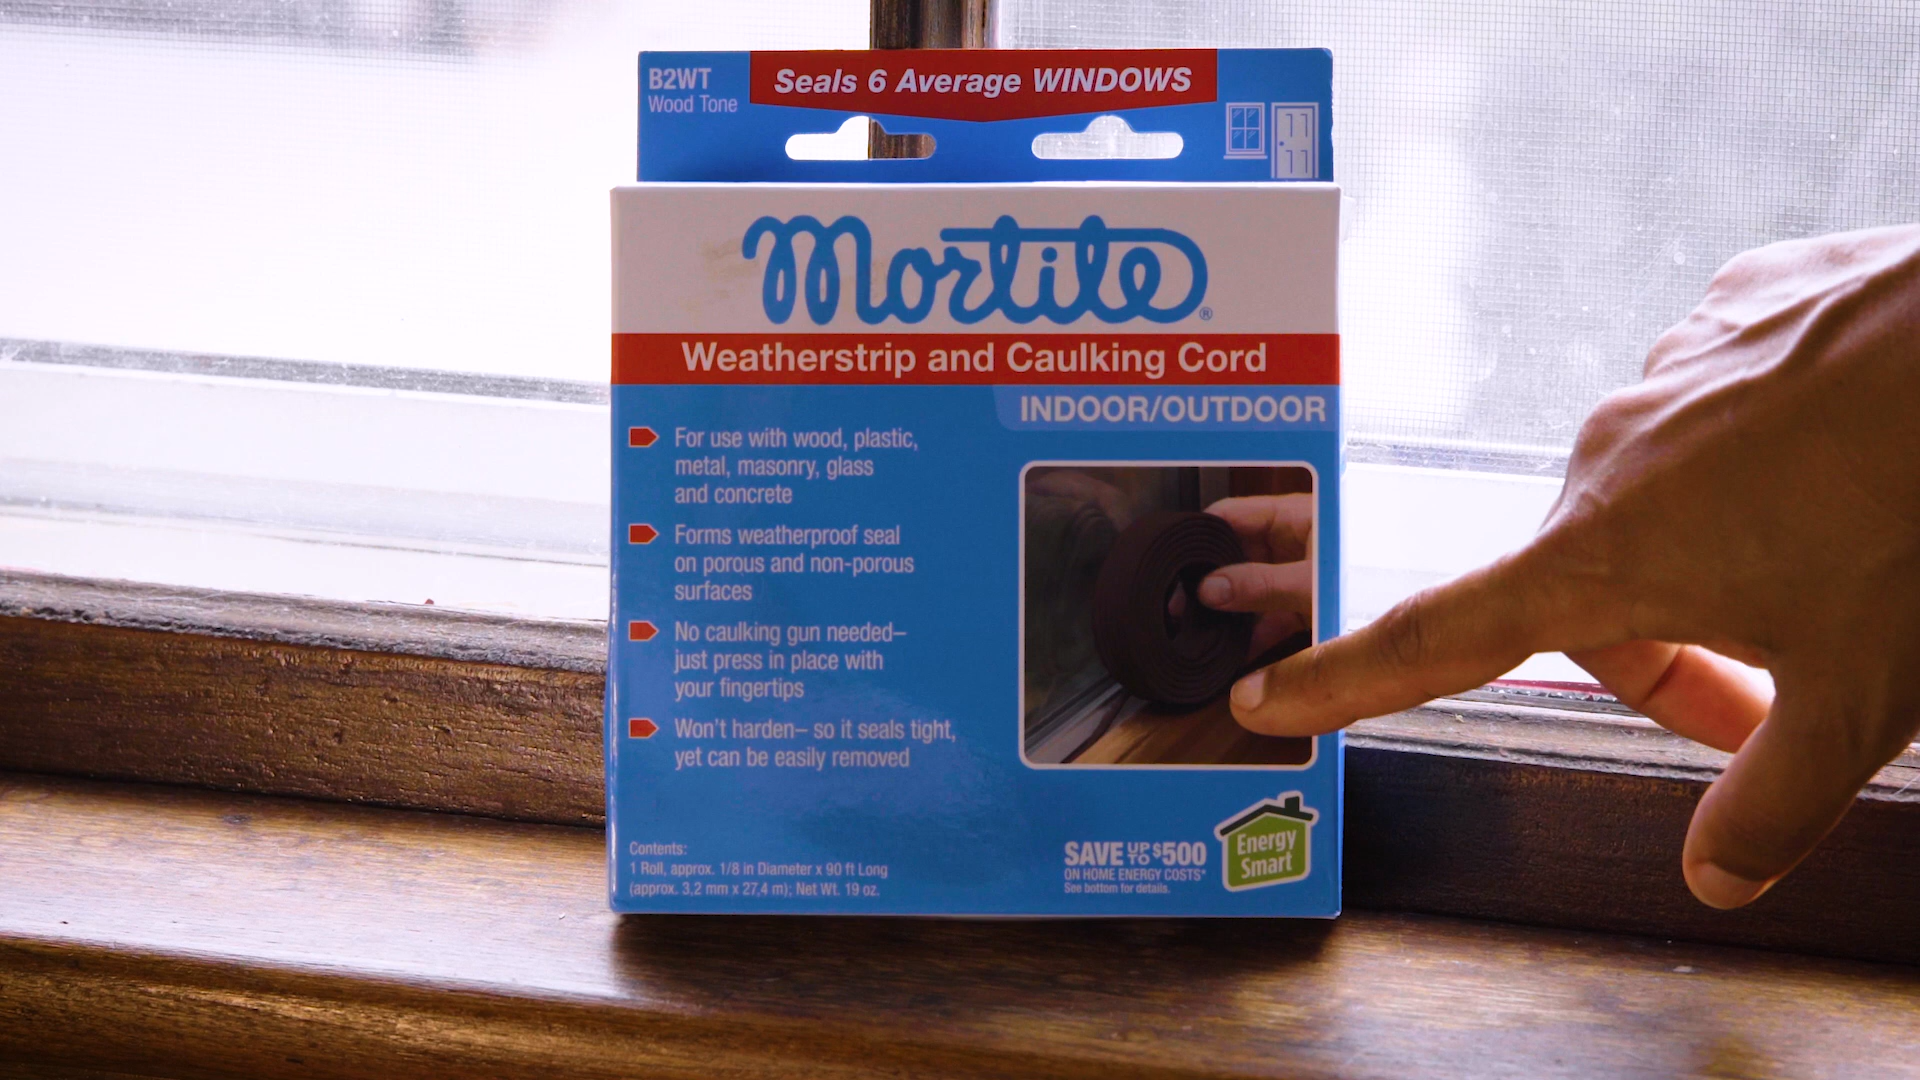 B2WT
Wood Tone
Seals 6 Average WINDOWS
Mortite®
Weatherstrip and Caulking Cord
INDOOR/OUTDOOR
For use with wood, plastic,
metal, masonry, glass
and concrete
Forms weatherproof seal
on porous and non-porous
surfaces
No caulking gun needed–
just press in place with
your fingertips
Won't harden– so it seals tight,
yet can be easily removed
Contents:
1 Roll, approx. 1/8 in Diameter x 90 ft Long
(approx. 3,2 mm x 27,4 m); Net Wt. 19 oz.
SAVE UP TO $500
ON HOME ENERGY COSTS*
See bottom for details.
Energy
Smart